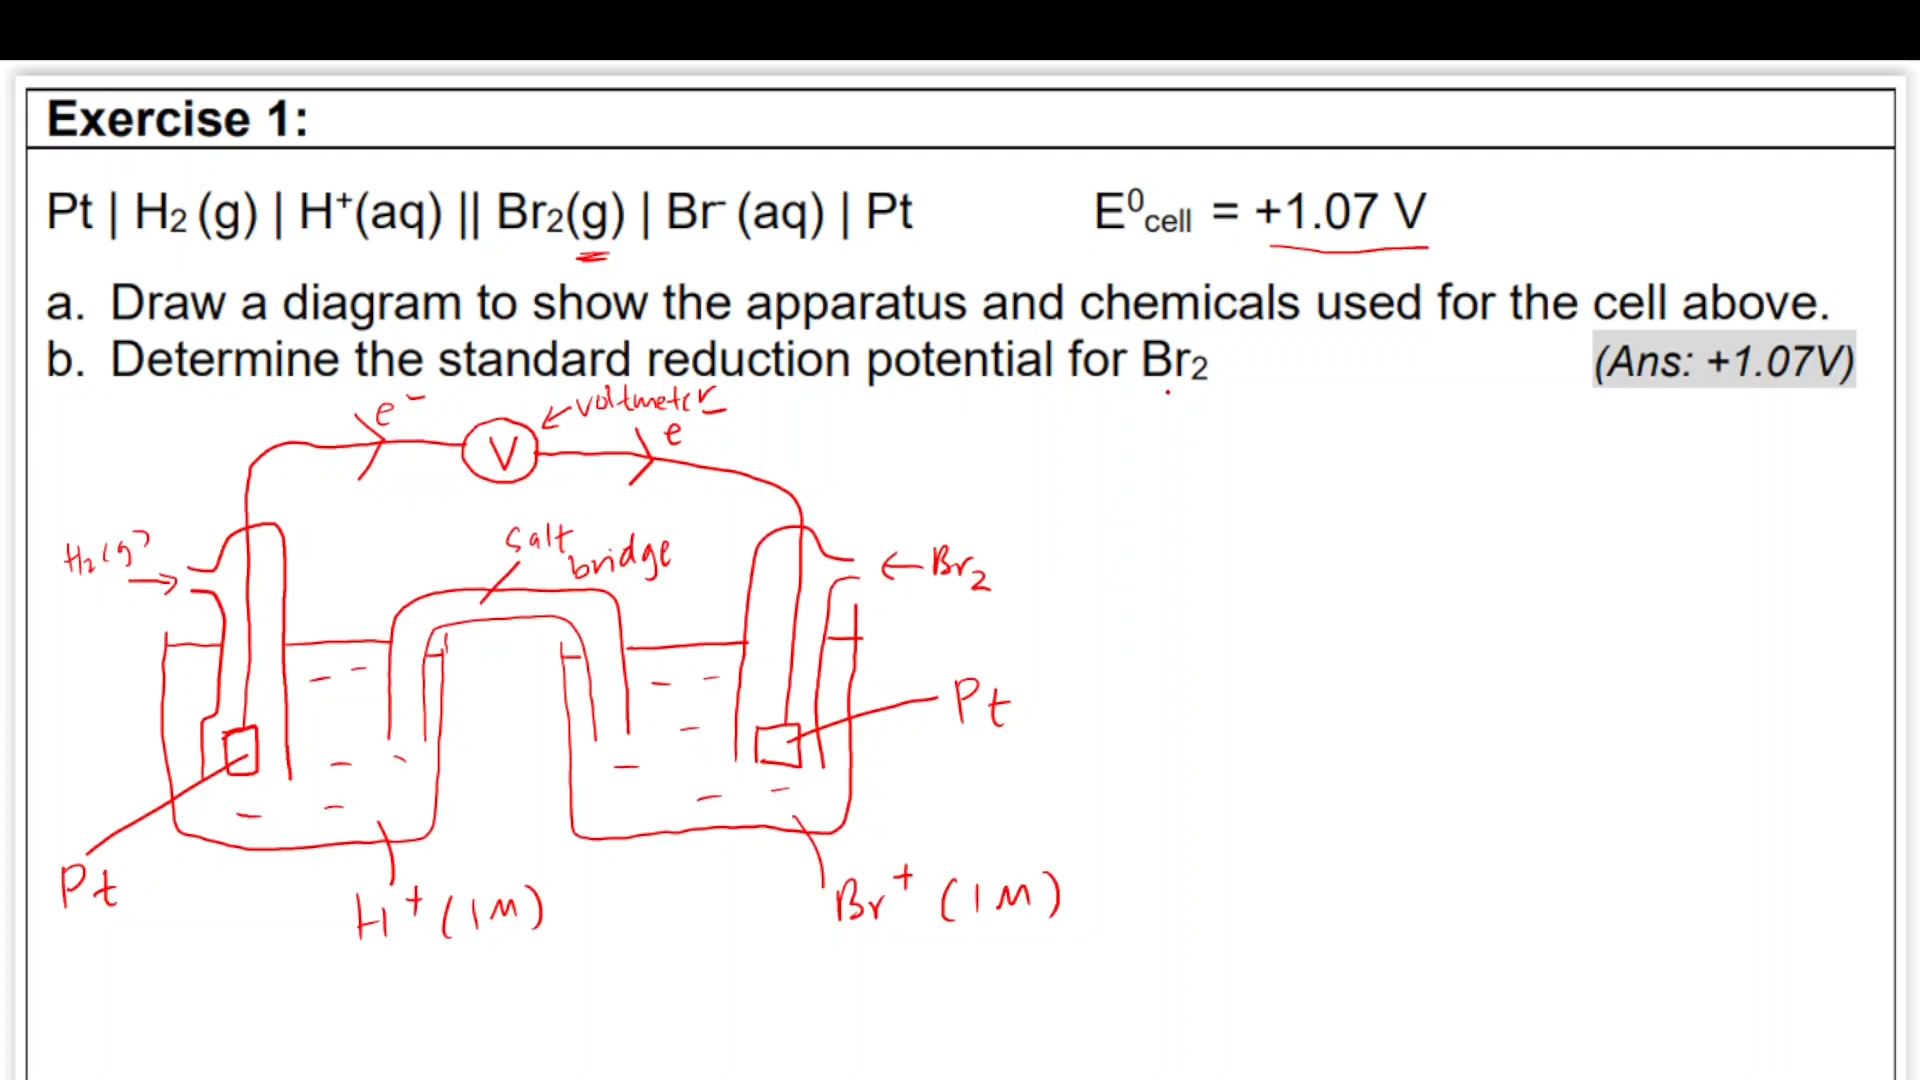 Exercise 1:
Pt | H₂ (g) | H⁺(aq) || Br₂(g) | Br⁻ (aq) | Pt E⁰cell = +1.07 V
a. Draw a diagram to show the apparatus and chemicals used for the cell above.
b. Determine the standard reduction potential for Br₂ (Ans: +1.07V)
e⁻
voltmeter
V
e
H₂(g)
salt
bridge
Br₂
Pt
Pt
H⁺ (1M)
Br⁺ (1M)